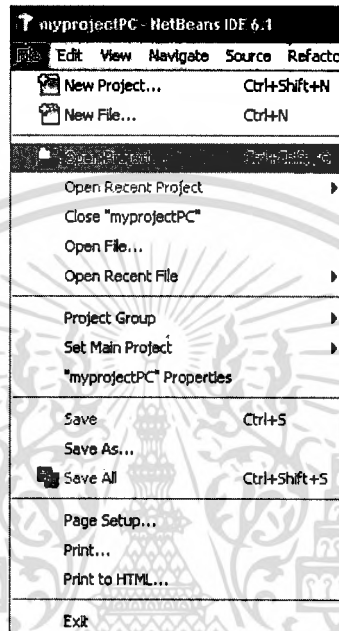 myprojectPC - NetBeans IDE 6.1
File Edit View Navigate Source Refacto
New Project... Ctrl+Shift+N
New File... Ctrl+N
Open Project...
Open Recent Project
Close "myprojectPC"
Open File...
Open Recent File
Project Group
Set Main Project
"myprojectPC" Properties
Save Ctrl+S
Save As...
Save All Ctrl+Shift+S
Page Setup...
Print...
Print to HTML...
Exit